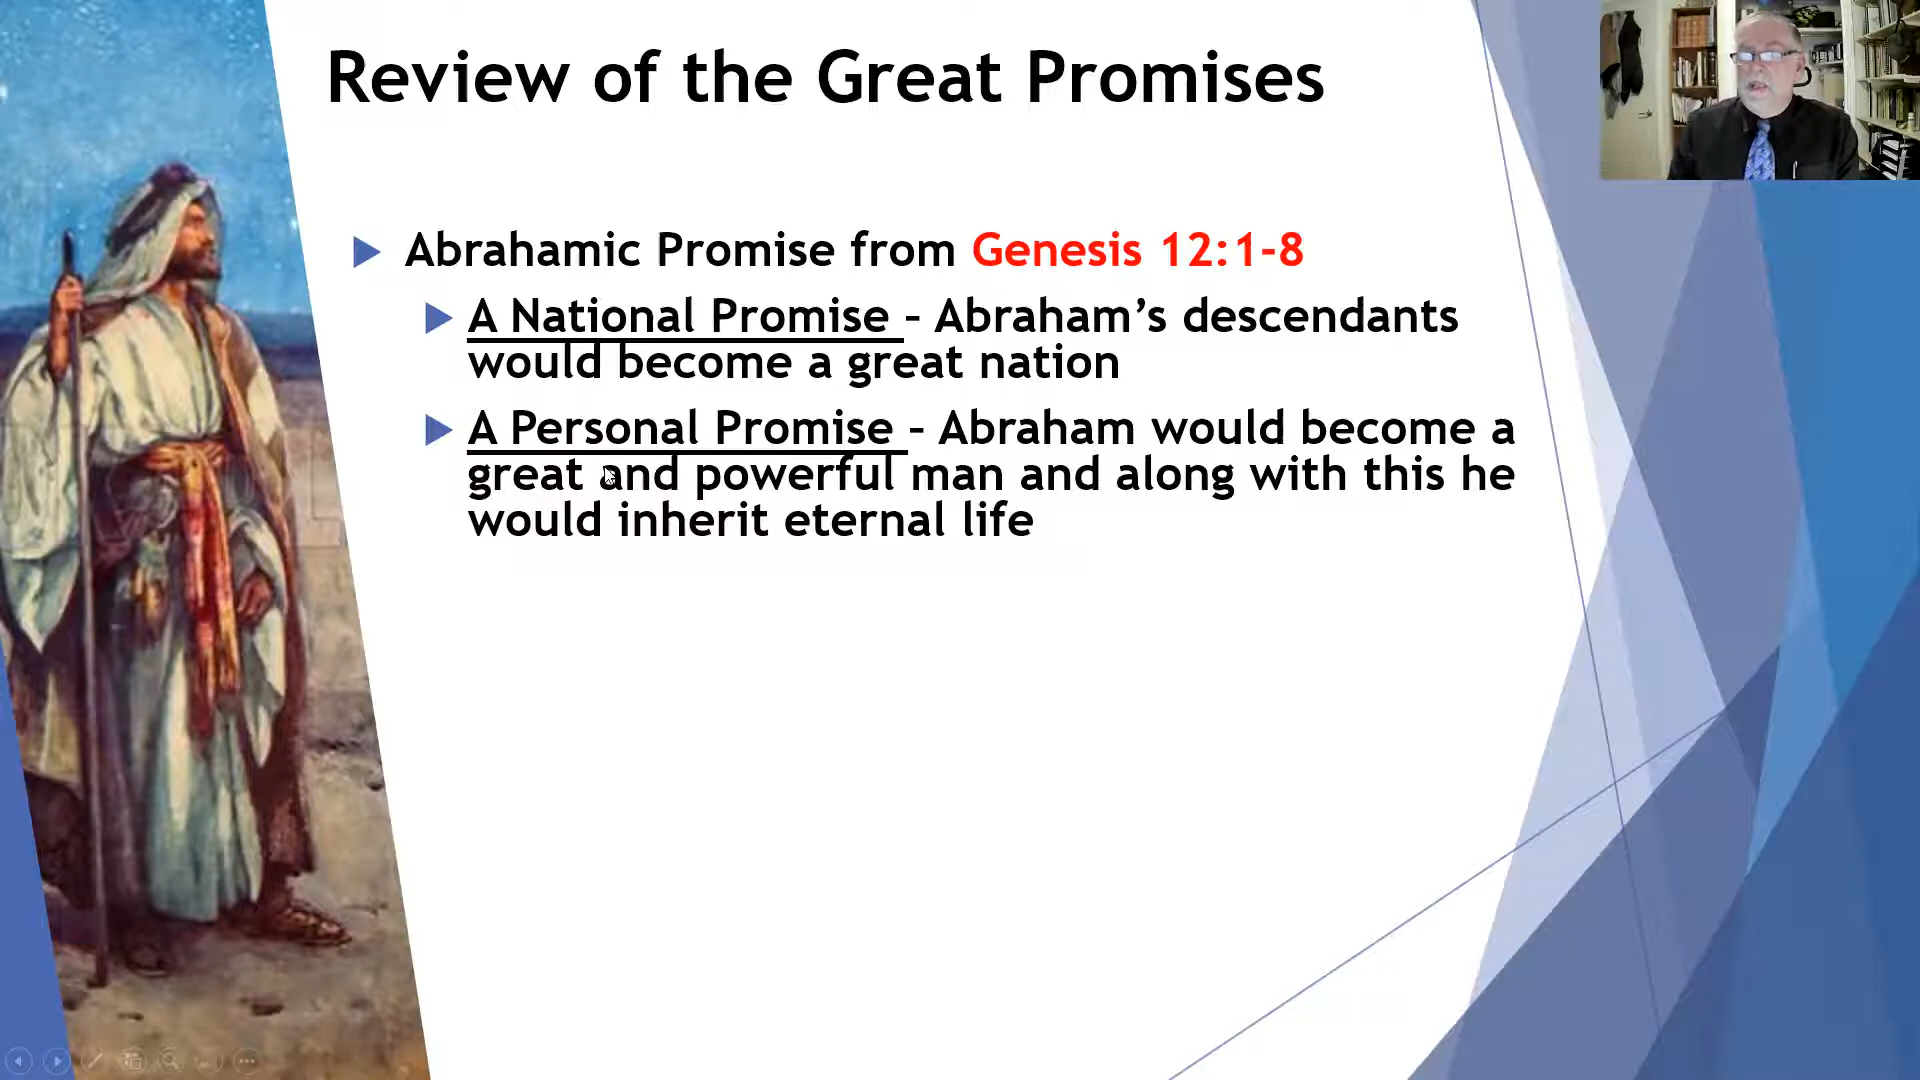 Review of the Great Promises
Abrahamic Promise from Genesis 12:1-8
A National Promise – Abraham’s descendants
would become a great nation
A Personal Promise – Abraham would become a
great and powerful man and along with this he
would inherit eternal life